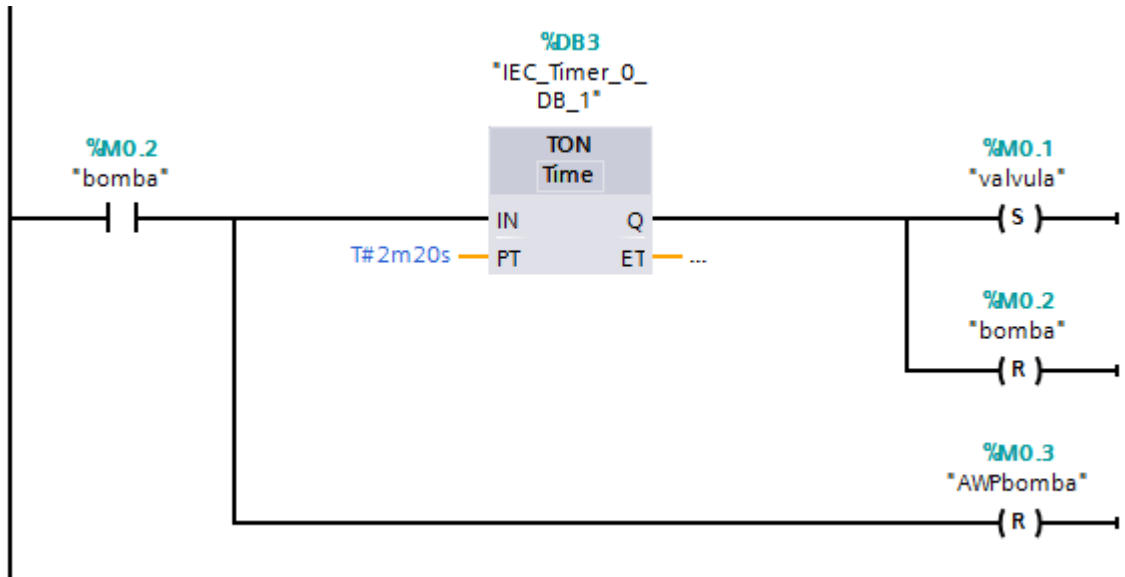 %DB3
"IEC_Timer_0_
DB_1"
TON
Time
%M0.2
"bomba"
IN
Q
T#2m20s
PT
ET
...
%M0.1
"valvula"
S
%M0.2
"bomba"
R
%M0.3
"AWPbomba"
R